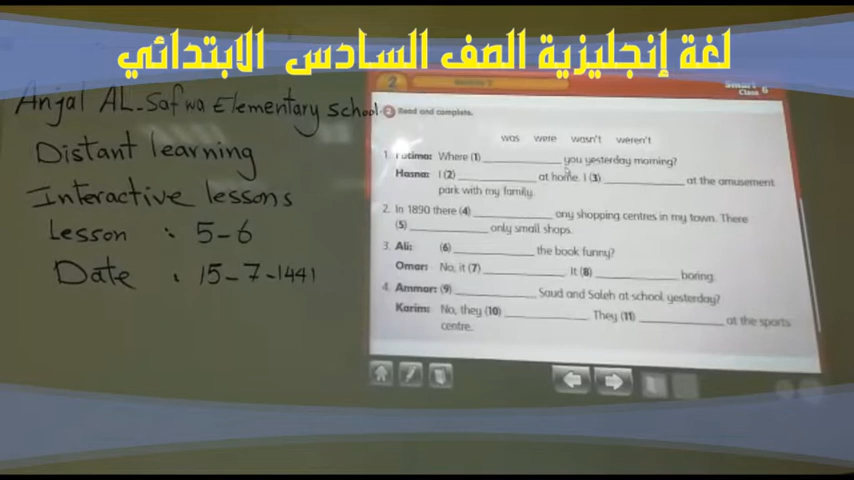 لغة إنجليزية الصف السادس الابتدائي
Anjal AL-Safwa Elementary school
Distant learning
Interactive lessons
Lesson : 5-6
Date : 15-7-1441
2
Smart
Class 6
2 Read and complete.
was were wasn't weren't
1. Fatima: Where (1) ____________ you yesterday morning?
Hasna: I (2) ____________ at home. I (3) ____________ at the amusement
park with my family.
2. In 1890 there (4) ____________ any shopping centres in my town. There
(5) ____________ only small shops.
3. Ali: (6) ____________ the book funny?
Omar: No, it (7) ____________ It (8) ____________ boring.
4. Ammar: (9) ____________ Saud and Saleh at school yesterday?
Karim: No, they (10) ____________ They (11) ____________ at the sports
centre.